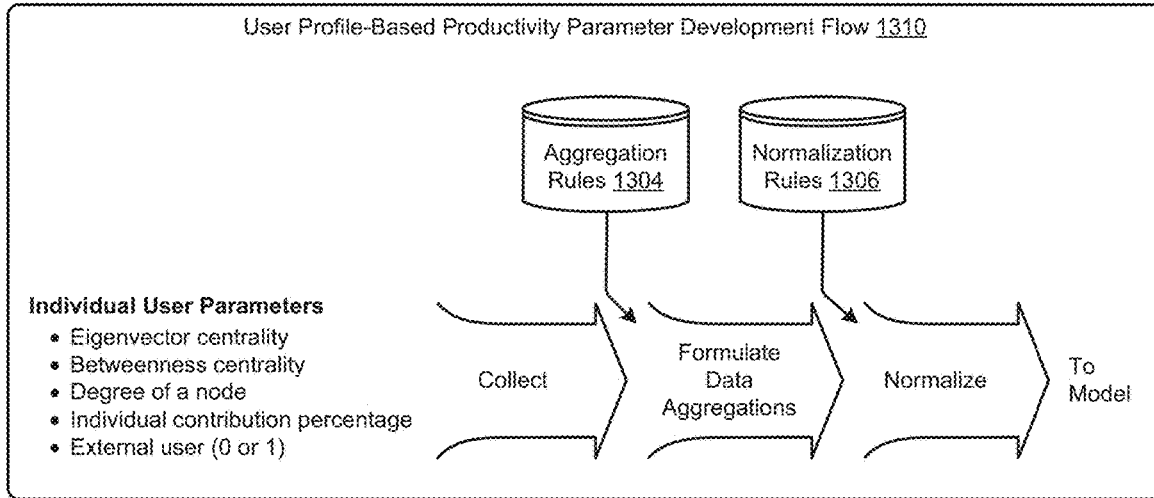 User Profile-Based Productivity Parameter Development Flow 1310
Aggregation
Rules 1304
Normalization
Rules 1306
Individual User Parameters
• Eigenvector centrality
• Betweenness centrality
• Degree of a node
• Individual contribution percentage
• External user (0 or 1)
Collect
Formulate
Data
Aggregations
Normalize
To
Model